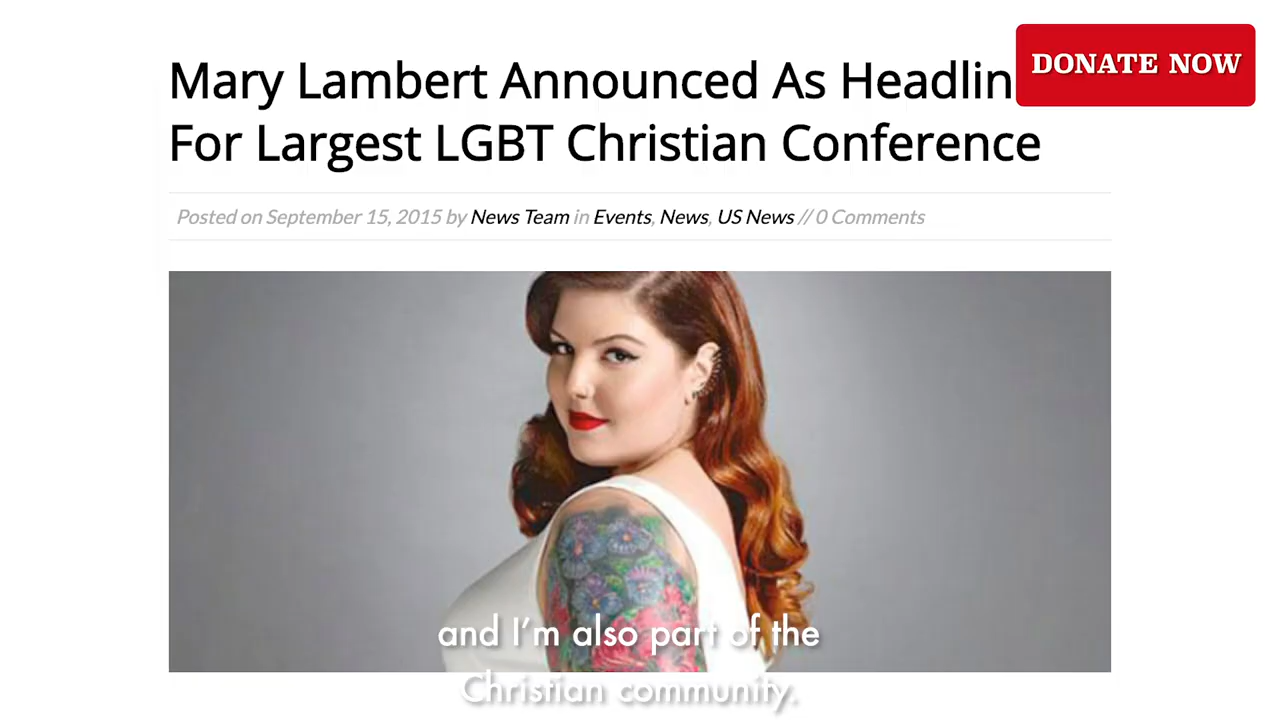 Mary Lambert Announced As Headlin
DONATE NOW
For Largest LGBT Christian Conference
Posted on September 15, 2015 by News Team in Events, News, US News // 0 Comments
and I'm also part of the
Christian community.